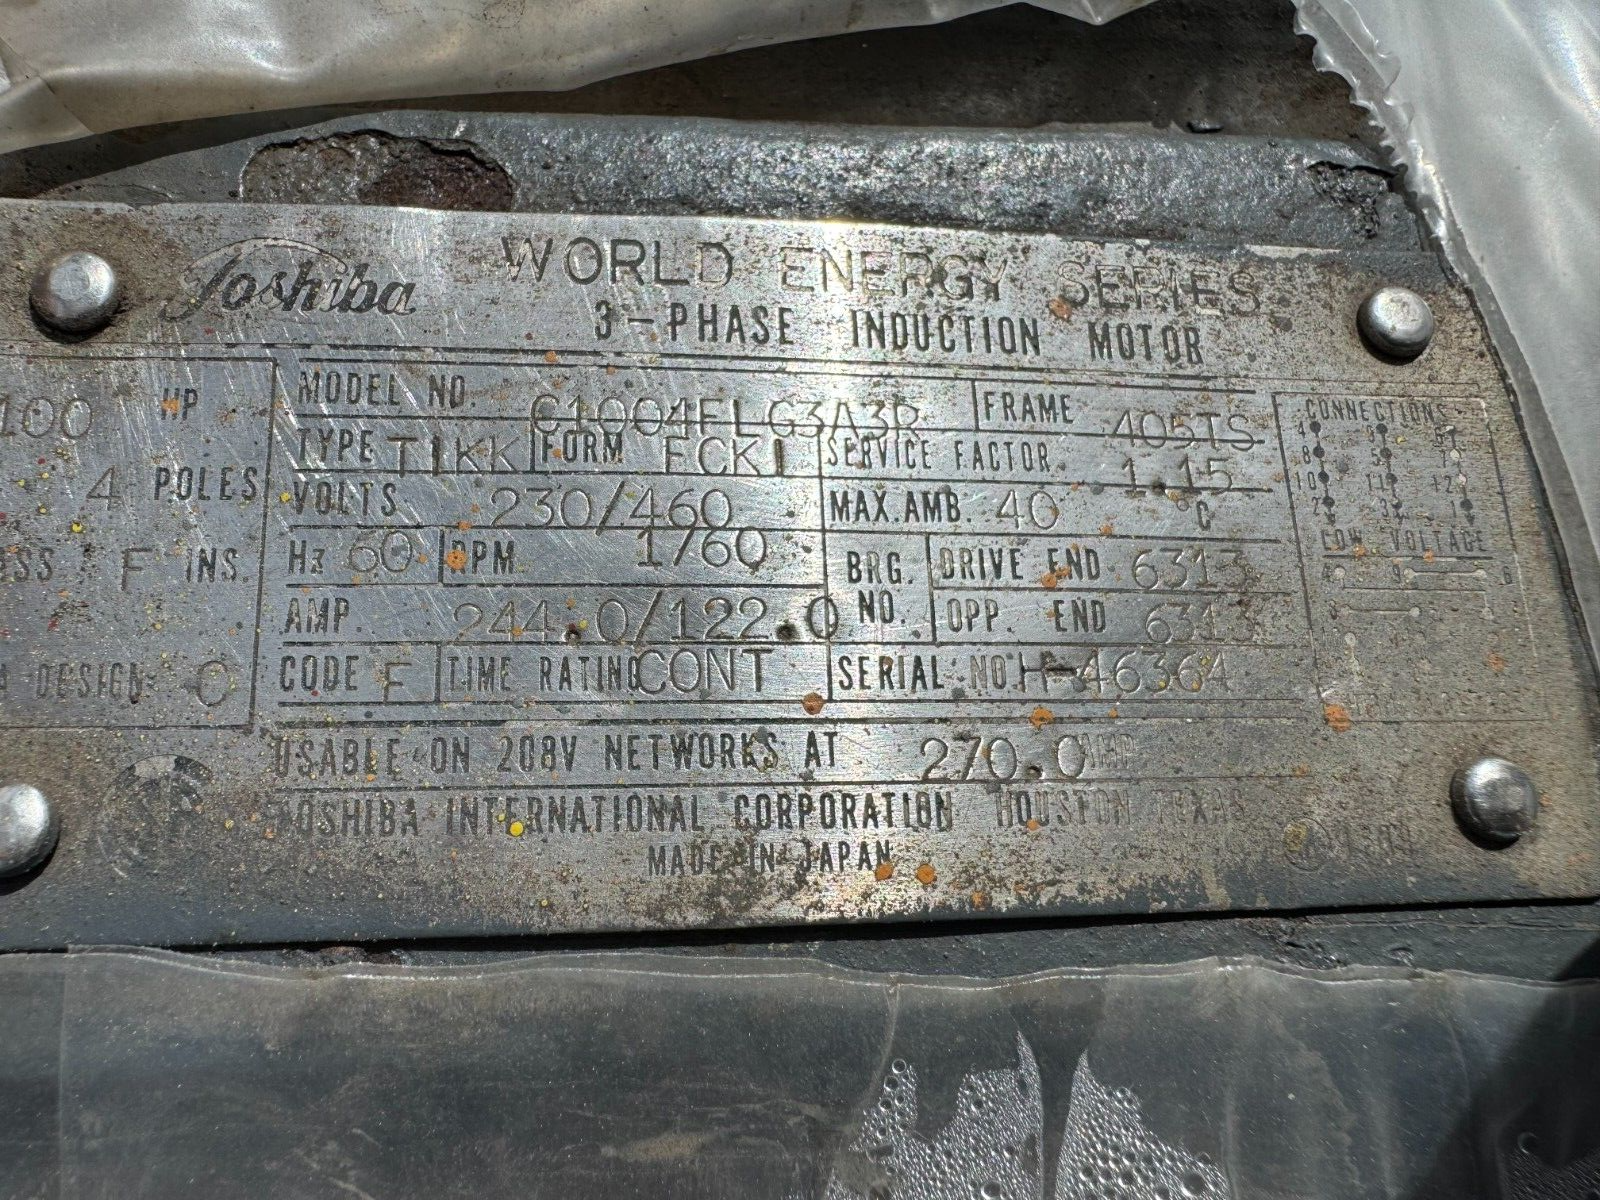 Toshiba WORLD ENERGY SERIES
3-PHASE INDUCTION MOTOR
100 HP
4 POLES
F INS.
DESIGN C
MODEL NO. C1004FLG3A3R FRAME 405TS
TYPE TIKK FORM FCK1 SERVICE FACTOR 1.15
VOLTS 230/460 MAX. AMB. 40 °C
Hz 60 RPM 1760 BRG. NO. DRIVE END 6313
AMP. 244.0/122.0 OPP. END 6313
CODE F TIME RATING CONT SERIAL NO. H-46364
USABLE ON 208V NETWORKS AT 270.0 AMP
TOSHIBA INTERNATIONAL CORPORATION HOUSTON TEXAS
MADE IN JAPAN
CONNECTIONS
LOW VOLTAGE